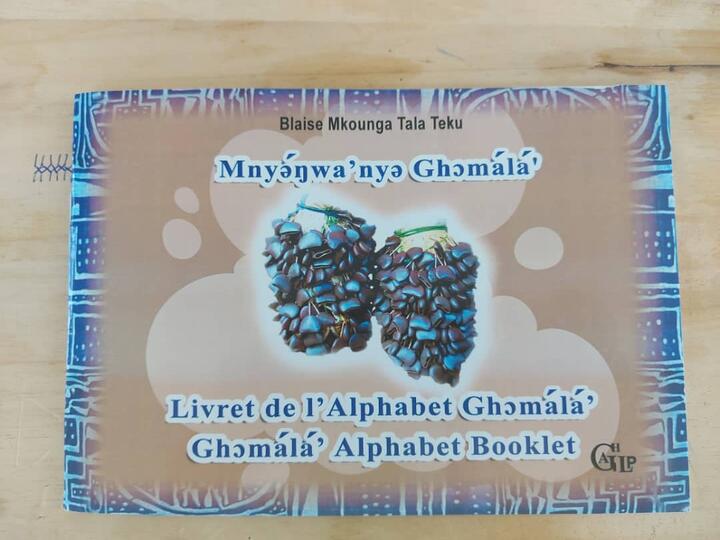 Blaise Mkounga Tala Teku
Mnyə́ŋwa’nyə Ghɔmálá'
Livret de l’Alphabet Ghɔmálá’
Ghɔmálá’ Alphabet Booklet